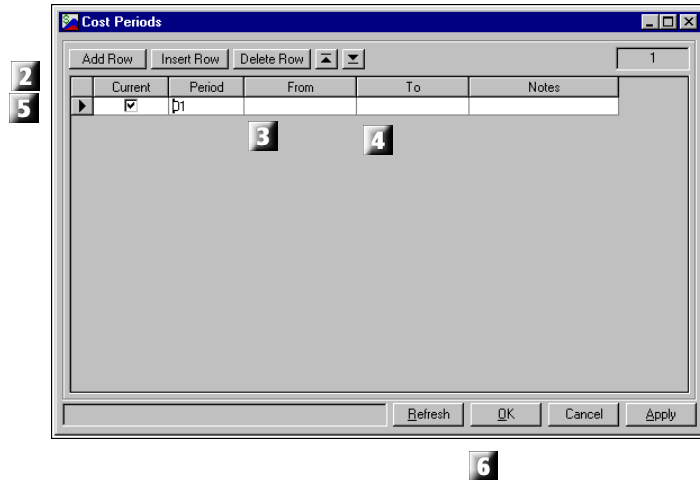 Cost Periods
Add Row Insert Row Delete Row 1
2
Current Period From To Notes
5
01
3 4
Refresh OK Cancel Apply
6